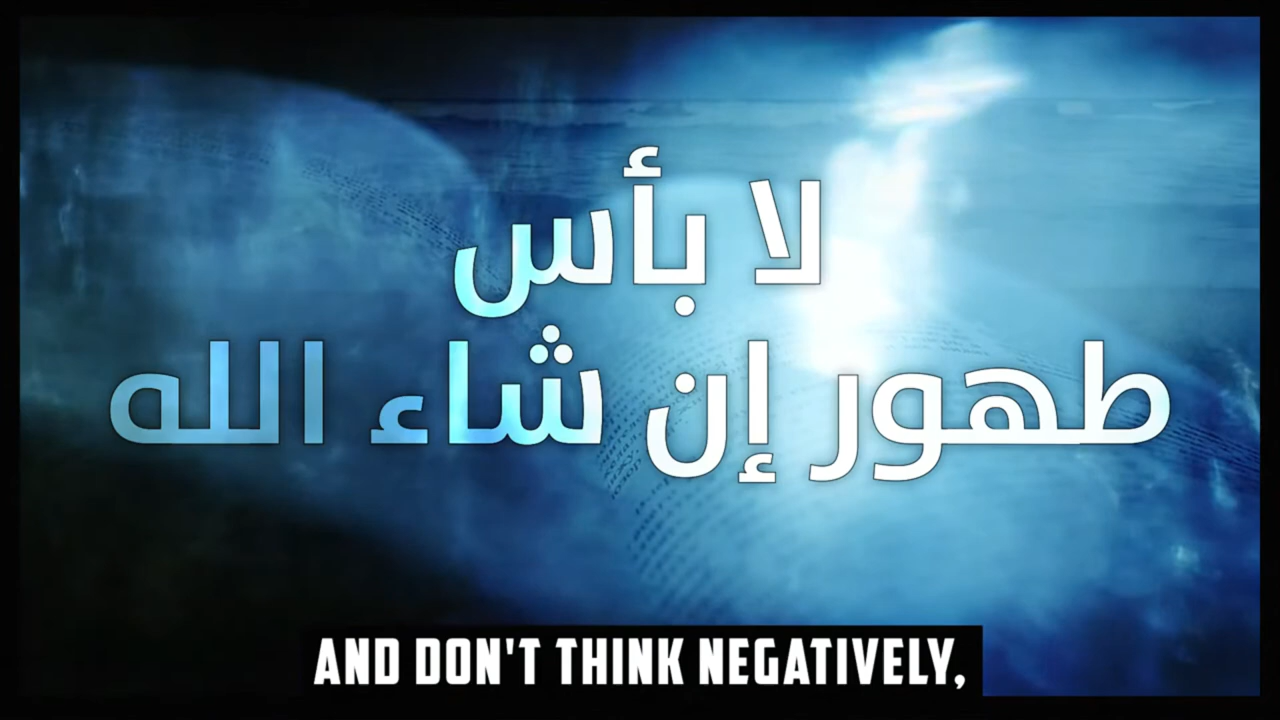 لا بأس
طهور إن شاء الله
AND DON'T THINK NEGATIVELY,